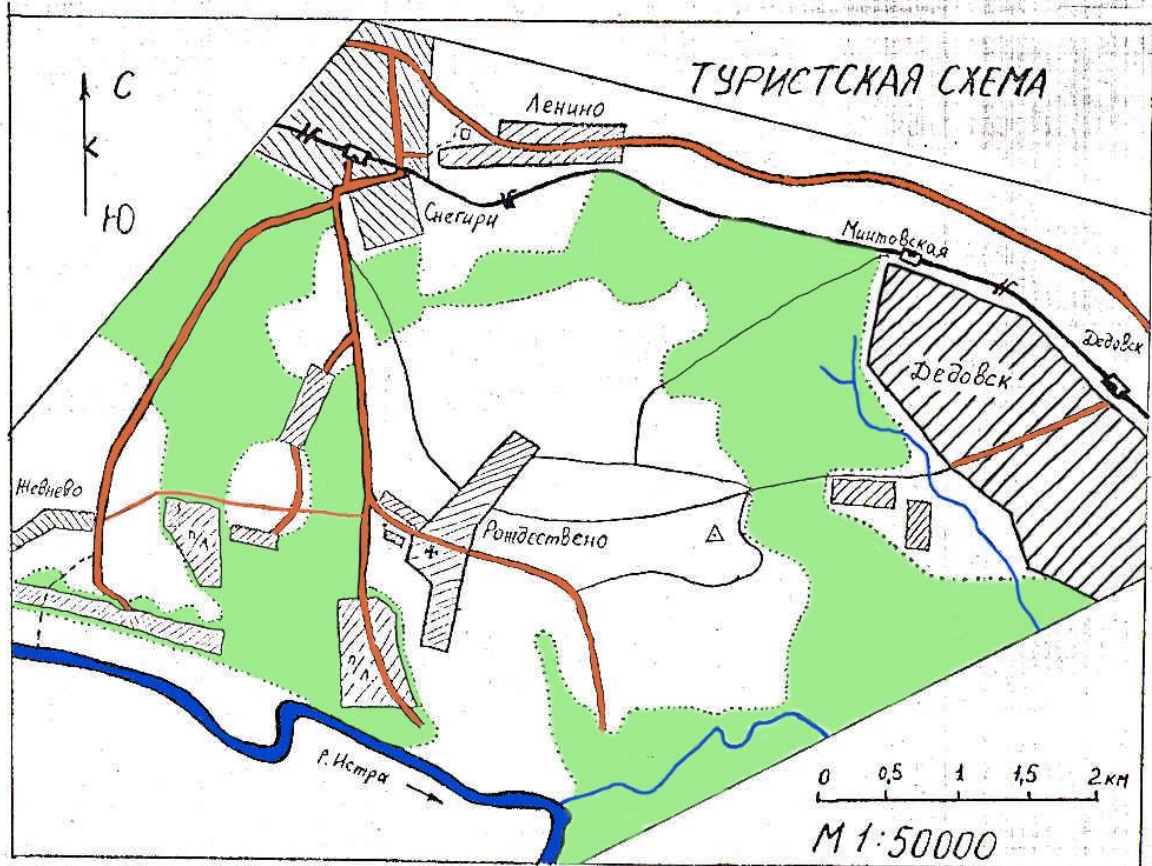 ТУРИСТСКАЯ СХЕМА
С
Ю
Ленино
Снегири
Миитовская
Дедовск
Дедовск
Жевнево
п/л
Рождествено
п/л
р. Истра
0 0,5 1 1,5 2 км
М 1:50000